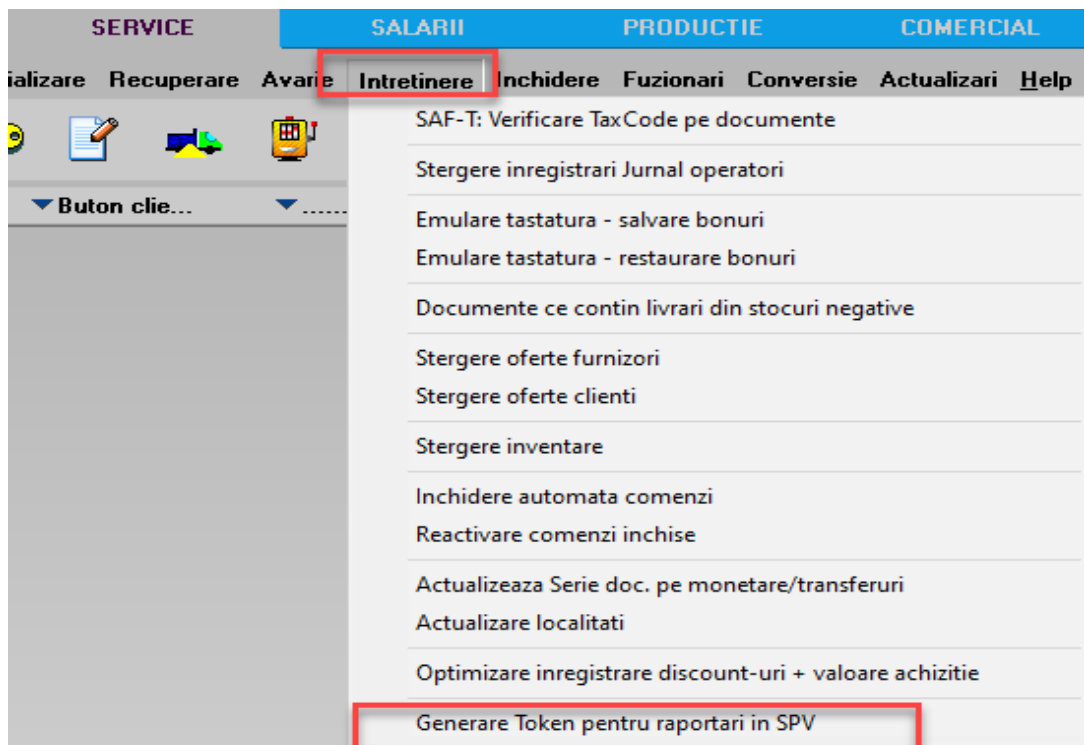 SERVICE SALARII PRODUCTIE COMERCIAL
ializare Recuperare Avarie Intretinere Inchidere Fuzionari Conversie Actualizari Help
SAF-T: Verificare TaxCode pe documente
Stergere inregistrari Jurnal operatori
Buton clie... ......
Emulare tastatura - salvare bonuri
Emulare tastatura - restaurare bonuri
Documente ce contin livrari din stocuri negative
Stergere oferte furnizori
Stergere oferte clienti
Stergere inventare
Inchidere automata comenzi
Reactivare comenzi inchise
Actualizeaza Serie doc. pe monetare/transferuri
Actualizare localitati
Optimizare inregistrare discount-uri + valoare achizitie
Generare Token pentru raportari in SPV